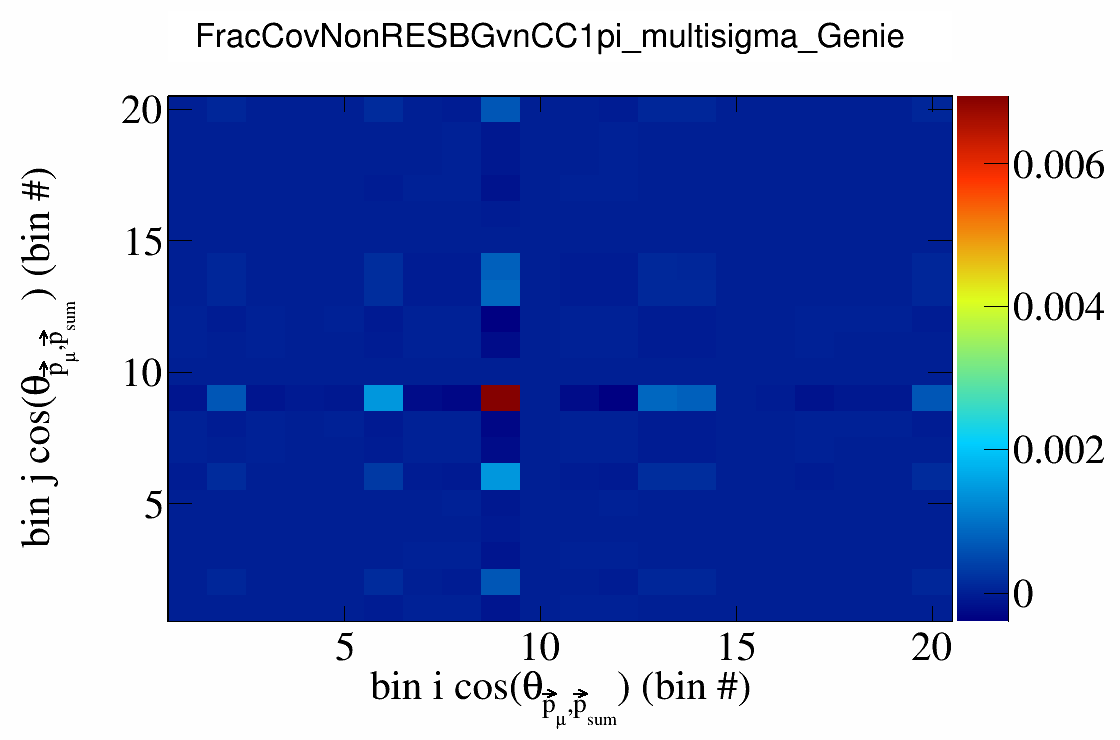 FracCovNonRESBGvnCC1pi_multisigma_Genie
20
15
10
5
bin j cos(θp⃗μ,p⃗sum) (bin #)
0.006
0.004
0.002
0
5 10 15 20
bin i cos(θp⃗μ,p⃗sum) (bin #)